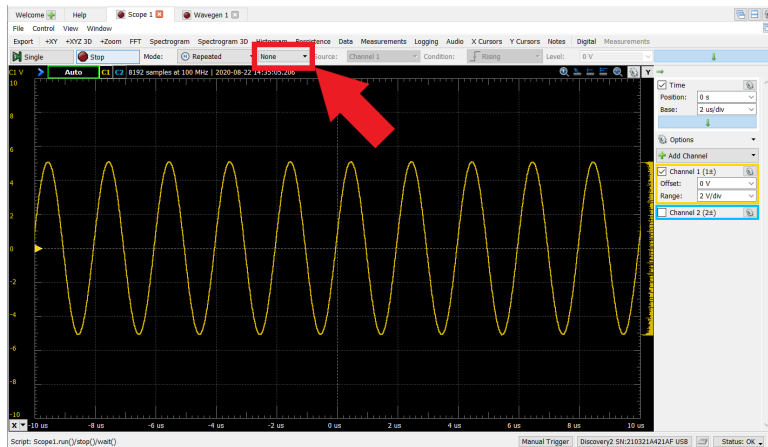 Welcome Help Scope 1 Wavegen 1
File Control View Window
Export +XY +XYZ 3D +Zoom FFT Spectrogram Spectrogram 3D Histogram Persistence Data Measurements Logging Audio X Cursors Y Cursors Notes Digital Measurements
Single Stop Mode: Repeated None Source: Channel 1 Condition: Rising Level: 0 V
C1 V Auto C1 C2 8192 samples at 100 MHz | 2020-08-22 14:35:05.206 Y
10
8
6
4
2
0
-2
-4
-6
-8
-10
X -10 us -8 us -6 us -4 us -2 us 0 us 2 us 4 us 6 us 8 us 10 us
Time
Position: 0 s
Base: 2 us/div
Options
Add Channel
Channel 1 (1±)
Offset: 0 V
Range: 2 V/div
Channel 2 (2±)
Script: Scope1.run()/stop()/wait() Manual Trigger Discovery2 SN:210321A421AF USB Status: OK